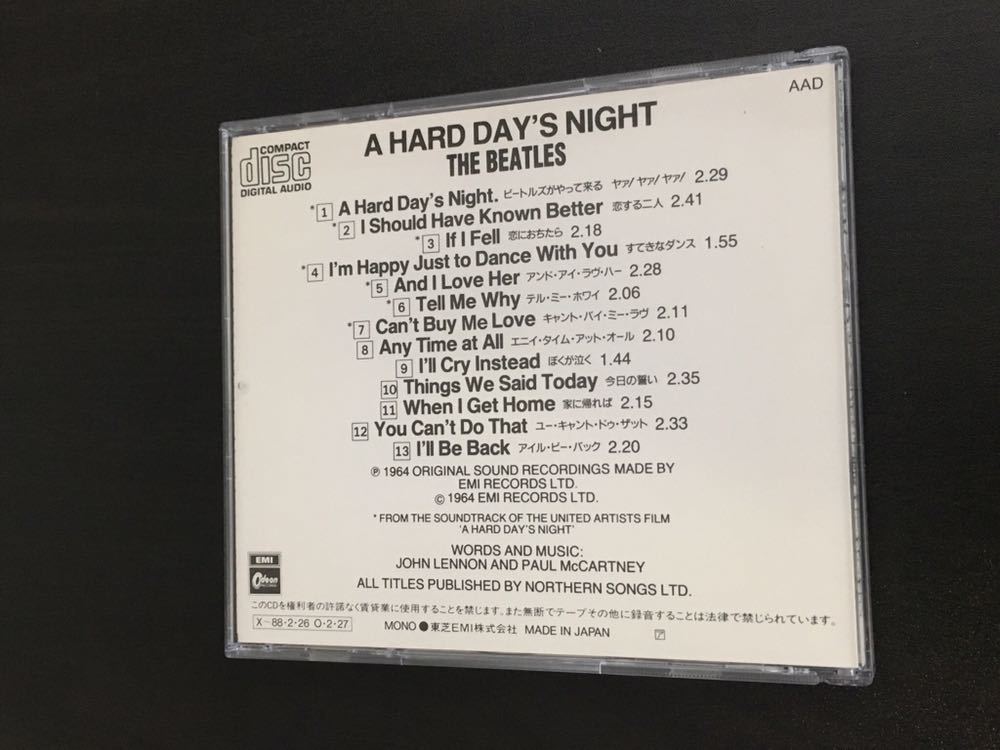 AAD
COMPACT
disc
DIGITAL AUDIO
A HARD DAY'S NIGHT
THE BEATLES
*1 A Hard Day's Night. ビートルズがやって来る ヤァ!ヤァ!ヤァ! 2.29
*2 I Should Have Known Better 恋する二人 2.41
*3 If I Fell 恋におちたら 2.18
*4 I'm Happy Just to Dance With You すてきなダンス 1.55
*5 And I Love Her アンド・アイ・ラヴ・ハー 2.28
*6 Tell Me Why テル・ミー・ホワイ 2.06
*7 Can't Buy Me Love キャント・バイ・ミー・ラヴ 2.11
8 Any Time at All エニイ・タイム・アット・オール 2.10
9 I'll Cry Instead ぼくが泣く 1.44
10 Things We Said Today 今日の誓い 2.35
11 When I Get Home 家に帰れば 2.15
12 You Can't Do That ユー・キャント・ドゥ・ザット 2.33
13 I'll Be Back アイル・ビー・バック 2.20
℗ 1964 ORIGINAL SOUND RECORDINGS MADE BY
EMI RECORDS LTD.
© 1964 EMI RECORDS LTD.
*FROM THE SOUNDTRACK OF THE UNITED ARTISTS FILM
'A HARD DAY'S NIGHT'
WORDS AND MUSIC:
JOHN LENNON AND PAUL McCARTNEY
ALL TITLES PUBLISHED BY NORTHERN SONGS LTD.
EMI
Odeon
このCDを権利者の許諾なく賃貸業に使用することを禁じます。また無断でテープその他に録音することは法律で禁じられています。
X-88・2・26 O・2・27
MONO ● 東芝EMI株式会社 MADE IN JAPAN